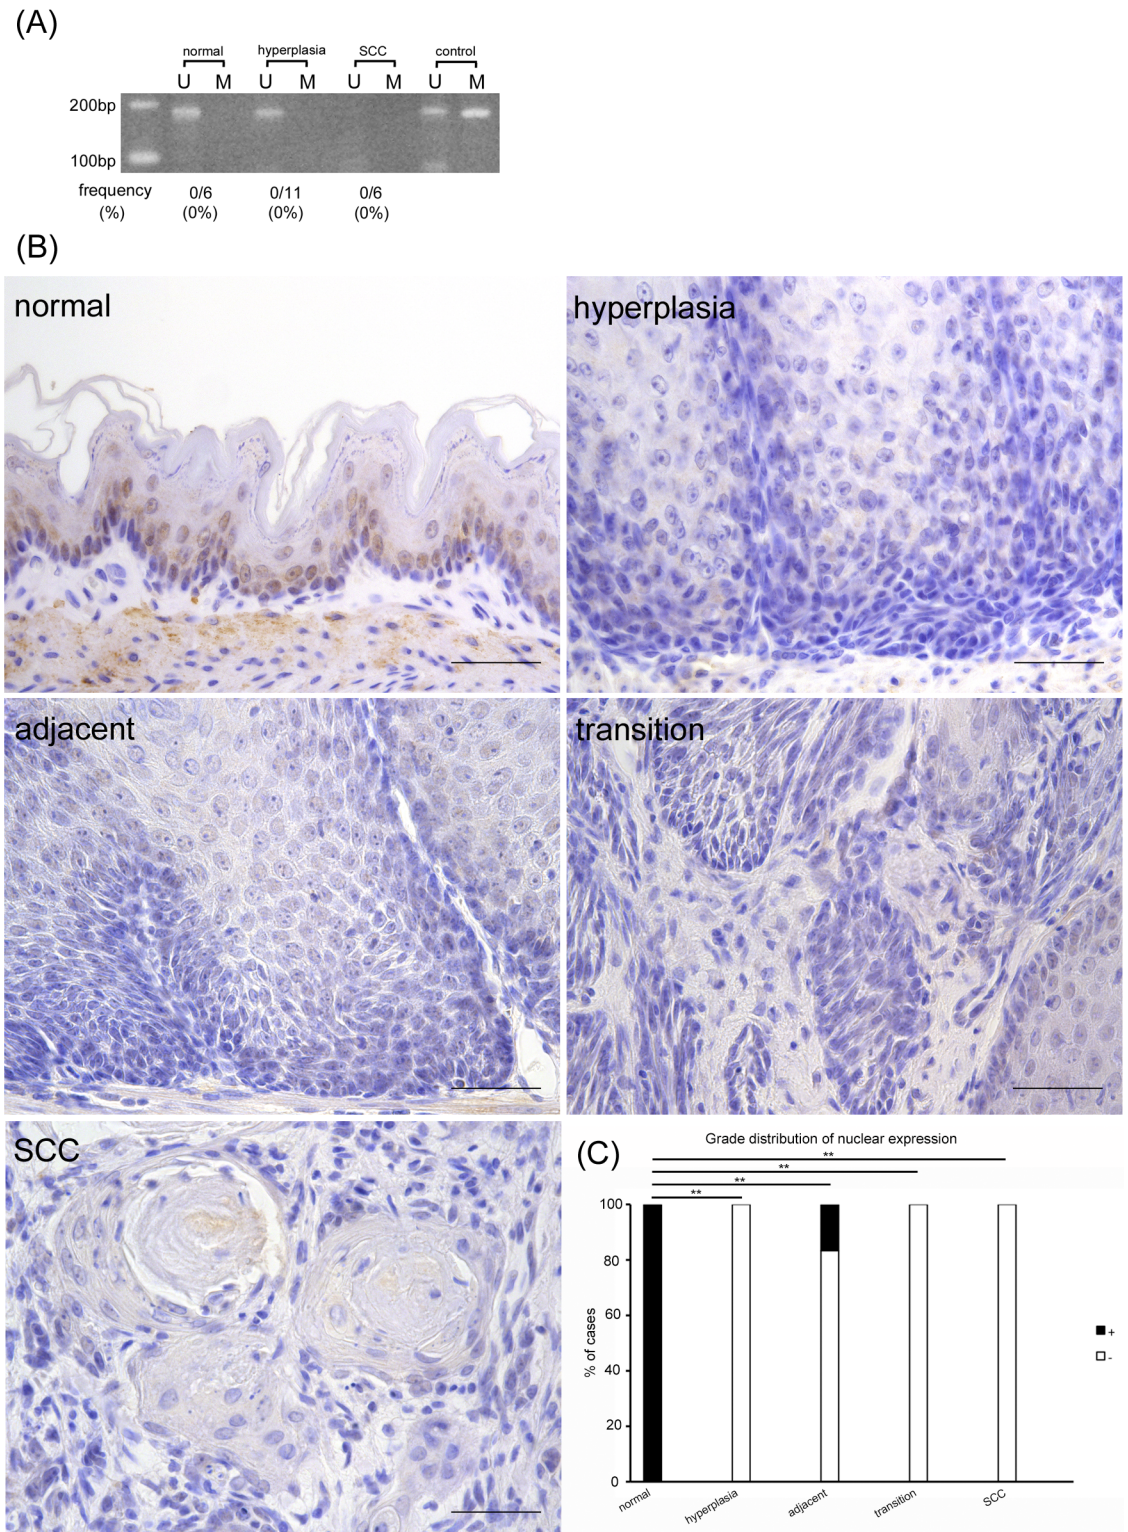 (A)
normal hyperplasia SCC control
U M U M U M U M
200bp
100bp
frequency 0/6 0/11 0/6
(%) (0%) (0%) (0%)
(B)
normal
hyperplasia
adjacent
transition
SCC
(C)
Grade distribution of nuclear expression
**
**
**
**
100
80
60
40
20
0
% of cases
normal
hyperplasia
adjacent
transition
SCC
+
-